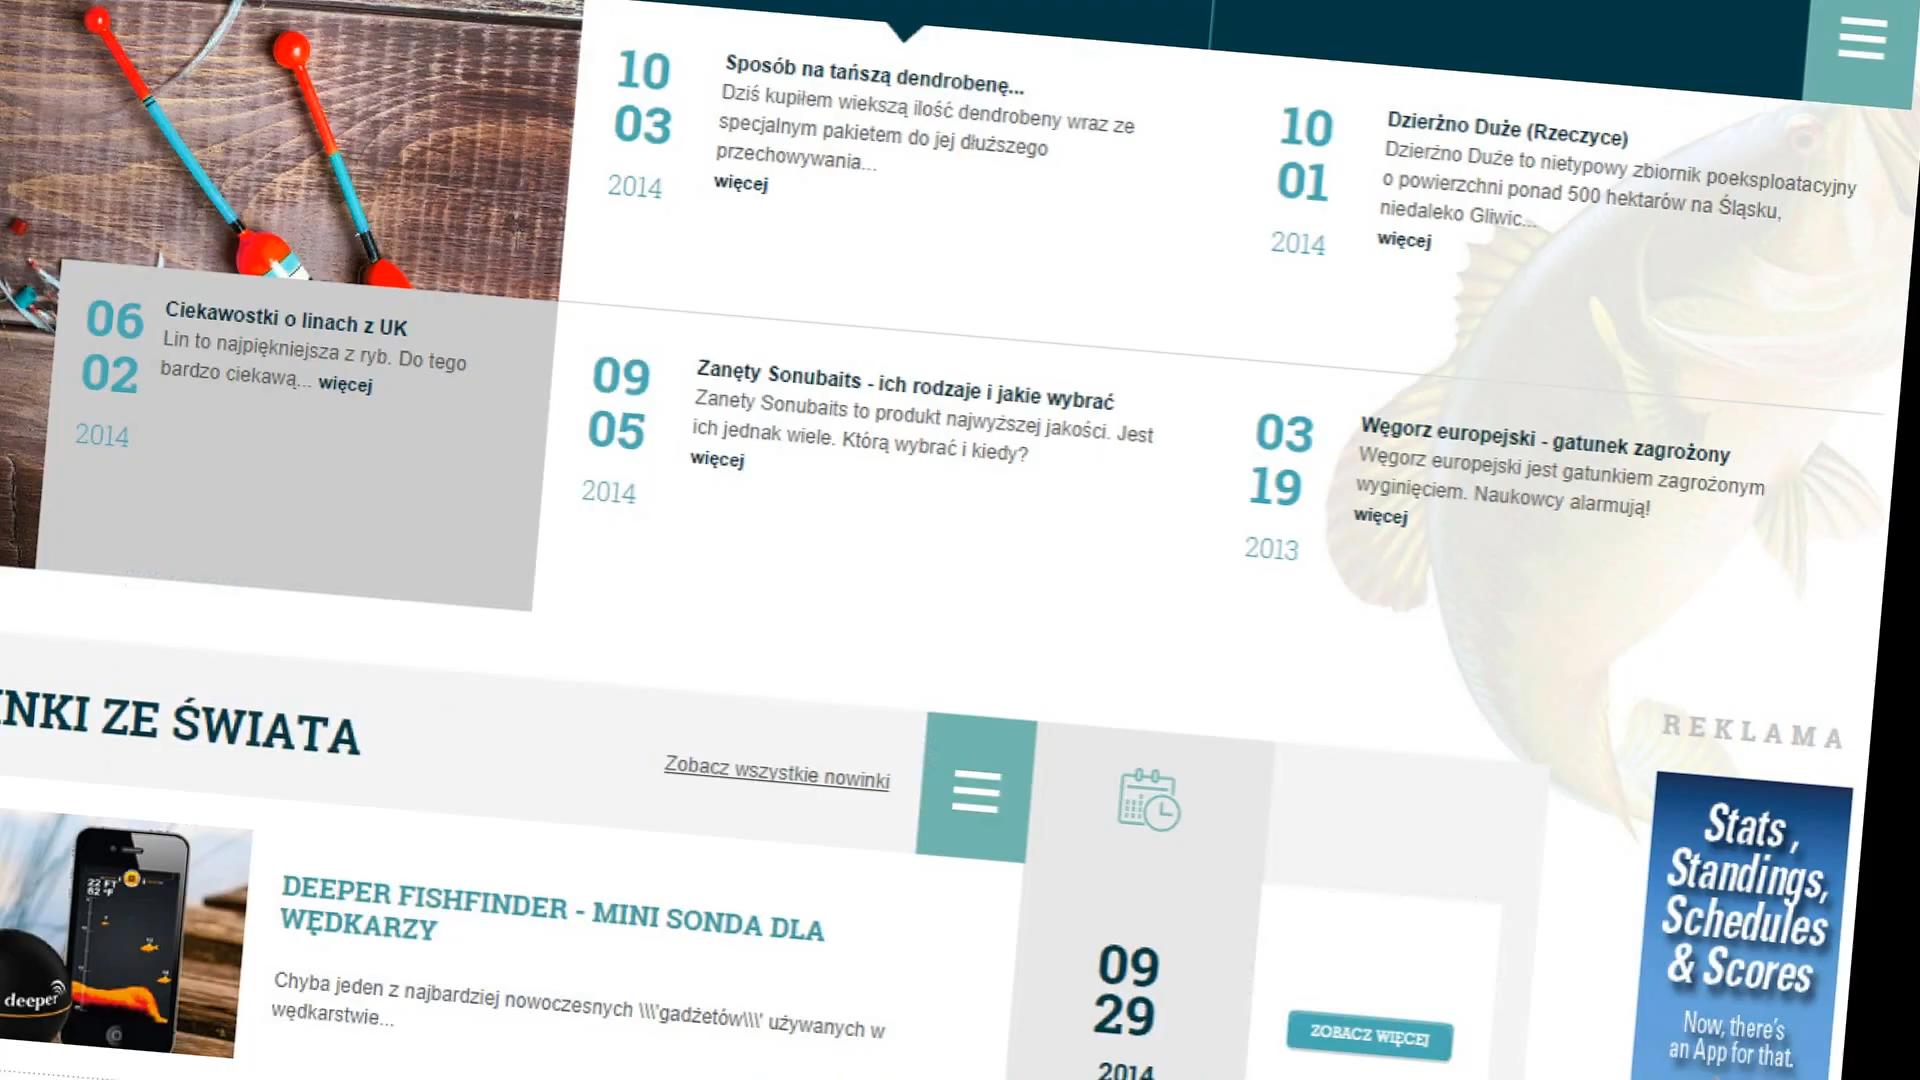 10
03
2014
Sposób na tańszą dendrobenę...
Dziś kupiłem wiekszą ilość dendrobeny wraz ze
specjalnym pakietem do jej dłuższego
przechowywania...
więcej
10
01
2014
Dzierżno Duże (Rzeczyce)
Dzierżno Duże to nietypowy zbiornik poeksploatacyjny
o powierzchni ponad 500 hektarów na Śląsku,
niedaleko Gliwic...
więcej
06
02
2014
Ciekawostki o linach z UK
Lin to najpiękniejsza z ryb. Do tego
bardzo ciekawą... więcej
09
05
2014
Zanęty Sonubaits - ich rodzaje i jakie wybrać
Zanety Sonubaits to produkt najwyższej jakości. Jest
ich jednak wiele. Którą wybrać i kiedy?
więcej
03
19
2013
Węgorz europejski - gatunek zagrożony
Węgorz europejski jest gatunkiem zagrożonym
wyginięciem. Naukowcy alarmują!
więcej
INKI ZE ŚWIATA
Zobacz wszystkie nowinki
REKLAMA
22 FT
62 °F
deeper
DEEPER FISHFINDER - MINI SONDA DLA
WĘDKARZY
Chyba jeden z najbardziej nowoczesnych \\\'gadżetów\\\' używanych w
wędkarstwie...
09
29
2014
ZOBACZ WIĘCEJ
Stats,
Standings,
Schedules
& Scores
Now, there's
an App for that.